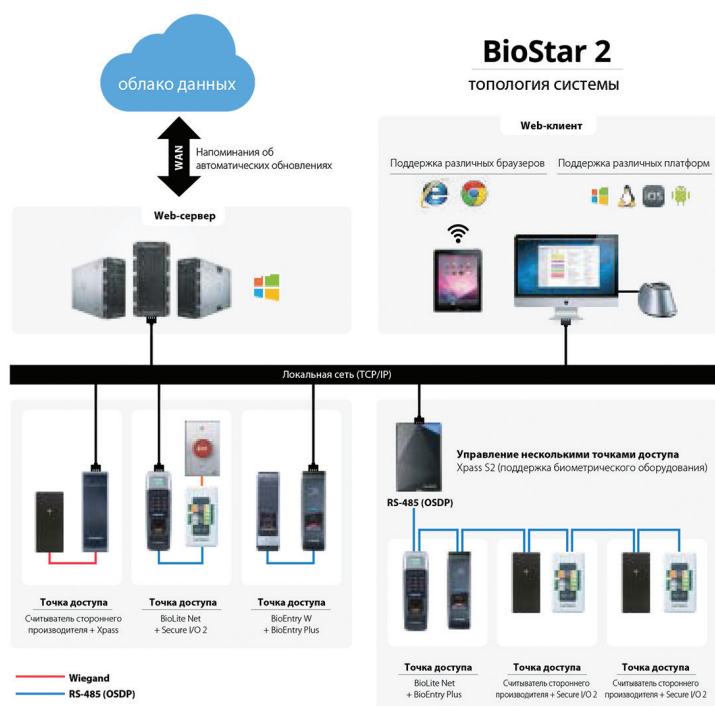 BioStar 2
топология системы
облако данных
WAN
Напоминания об
автоматических обновлениях
Web-сервер
Web-клиент
Поддержка различных браузеров
Поддержка различных платформ
iOS
Локальная сеть (TCP/IP)
Точка доступа
Считыватель стороннего
производителя + Xpass
Точка доступа
BioLite Net
+ Secure I/O 2
Точка доступа
BioEntry W
+ BioEntry Plus
Управление несколькими точками доступа
Xpass S2 (поддержка биометрического оборудования)
RS-485 (OSDP)
Точка доступа
BioLite Net
+ BioEntry Plus
Точка доступа
Считыватель стороннего
производителя + Secure I/O 2
Точка доступа
Считыватель стороннего
производителя + Secure I/O 2
Wiegand
RS-485 (OSDP)